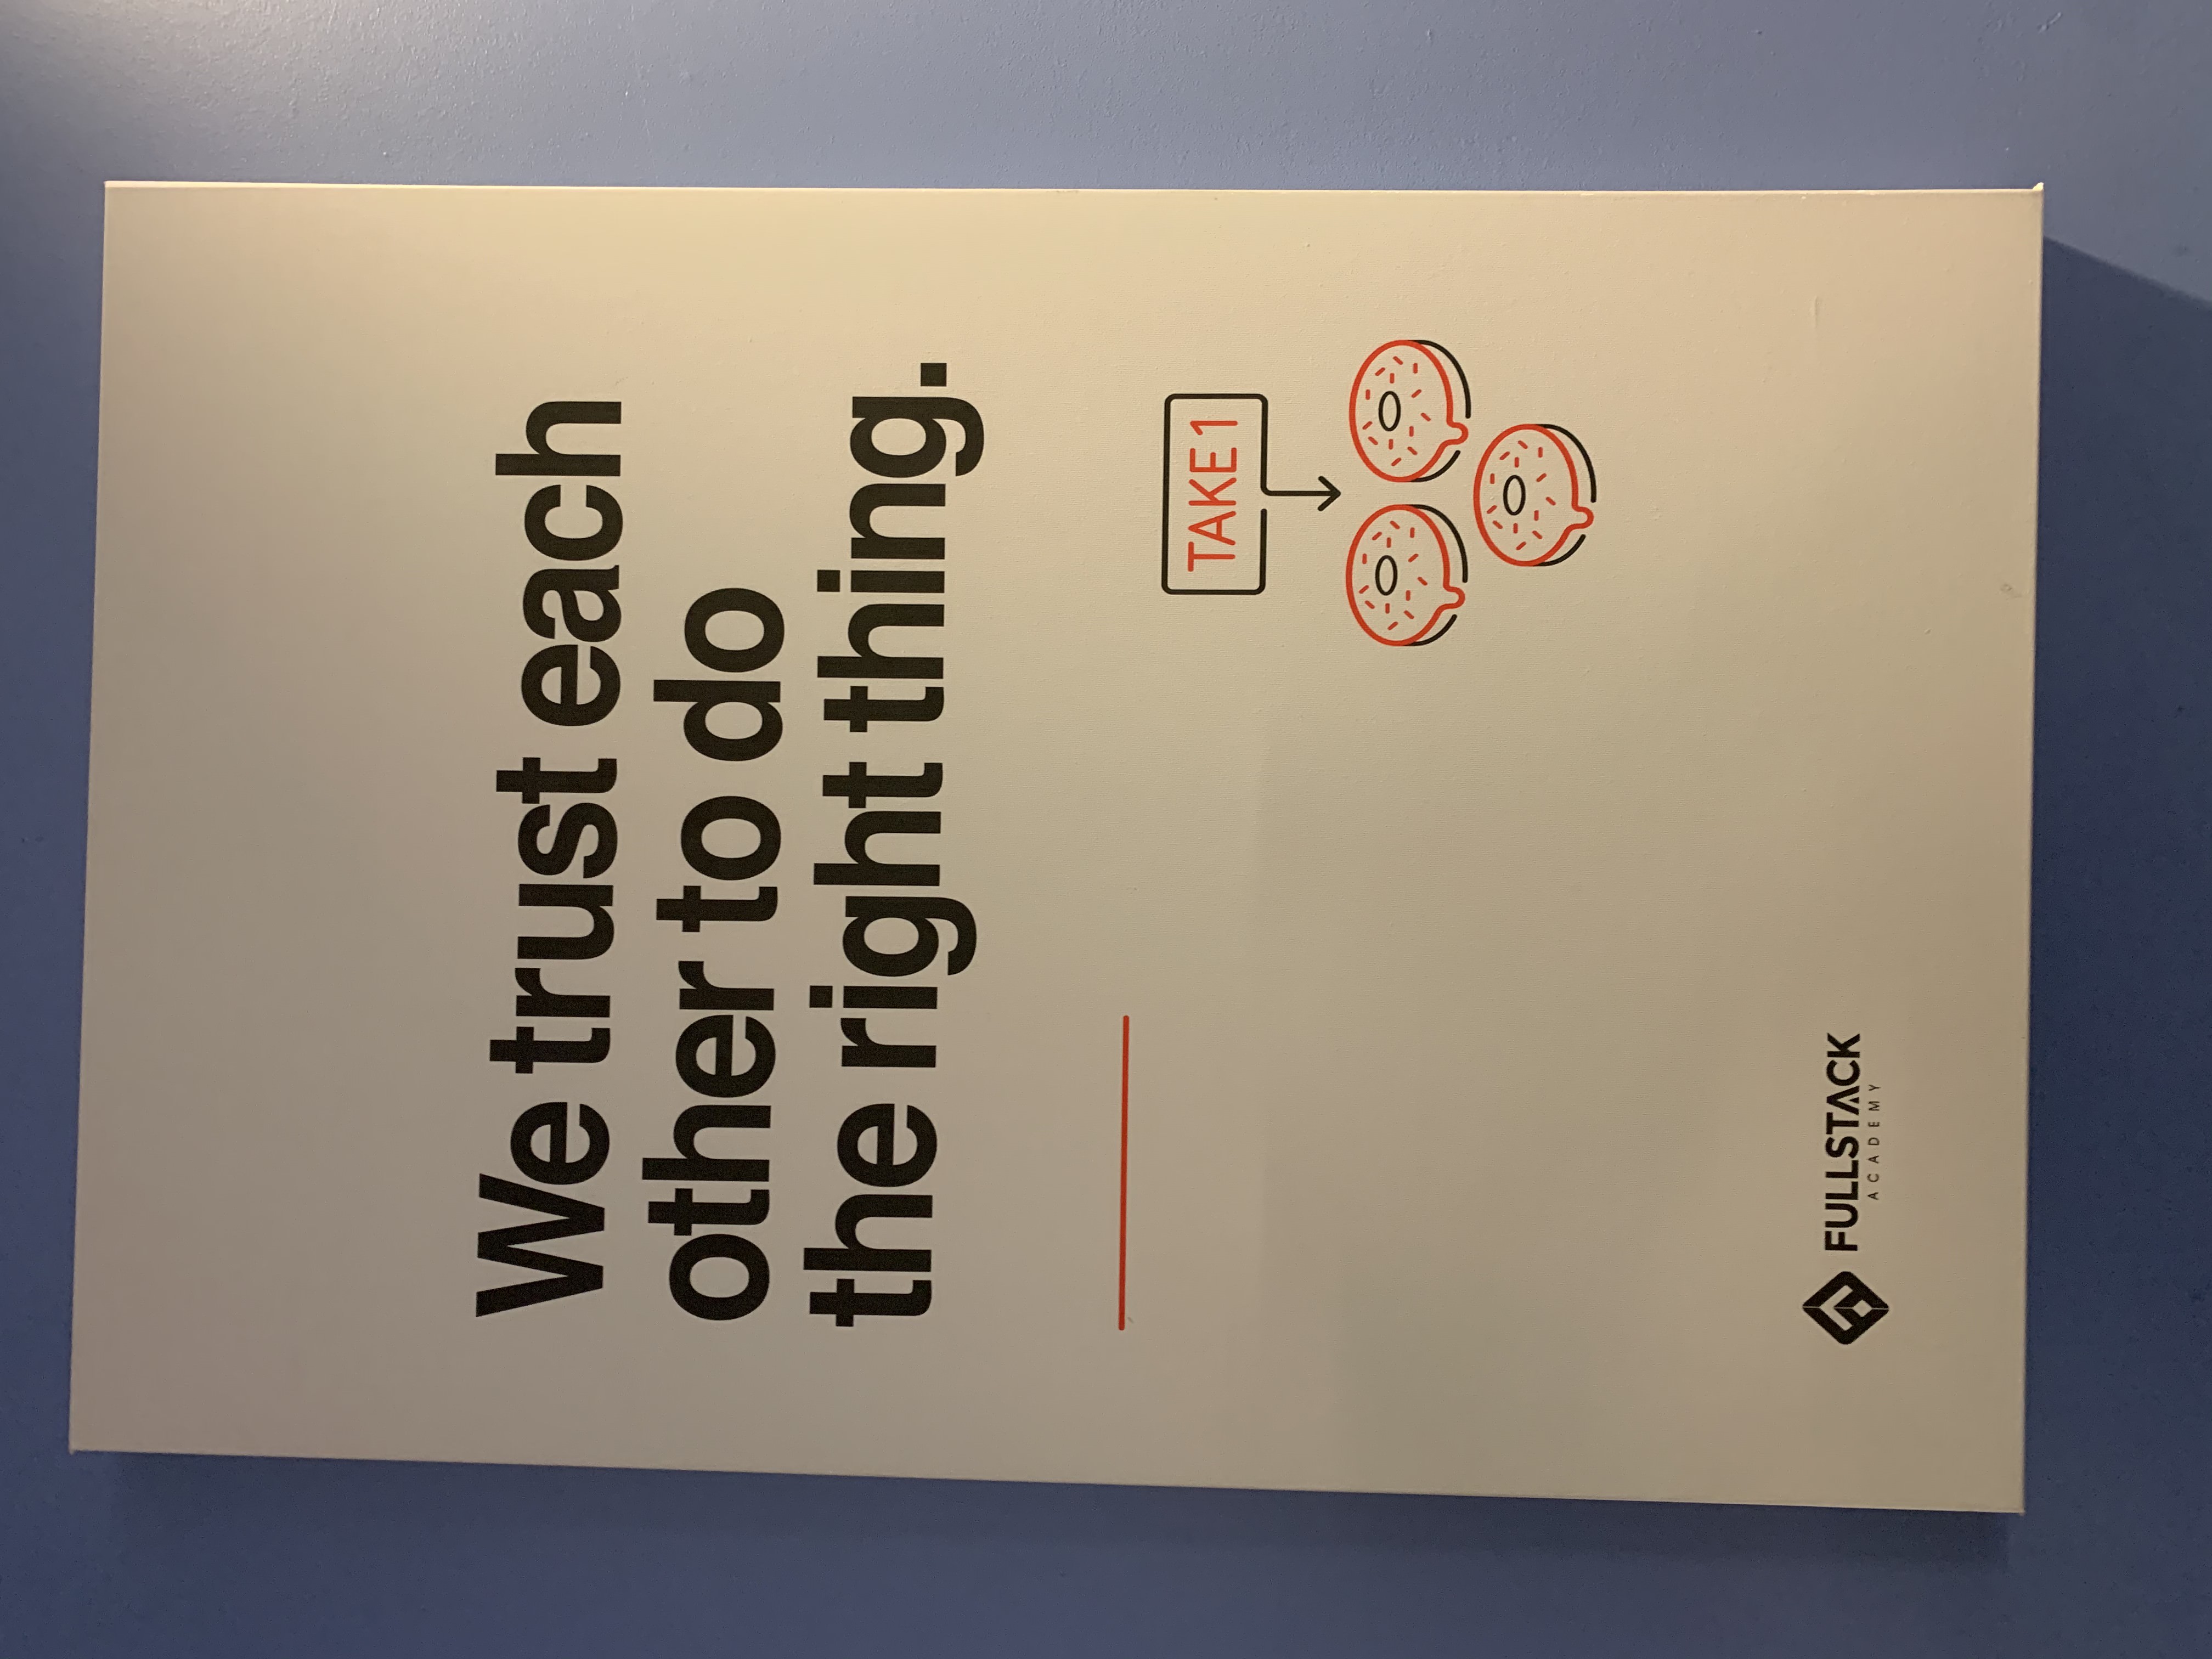 We trust each
other to do
the right thing.
TAKE 1
FULLSTACK
ACADEMY